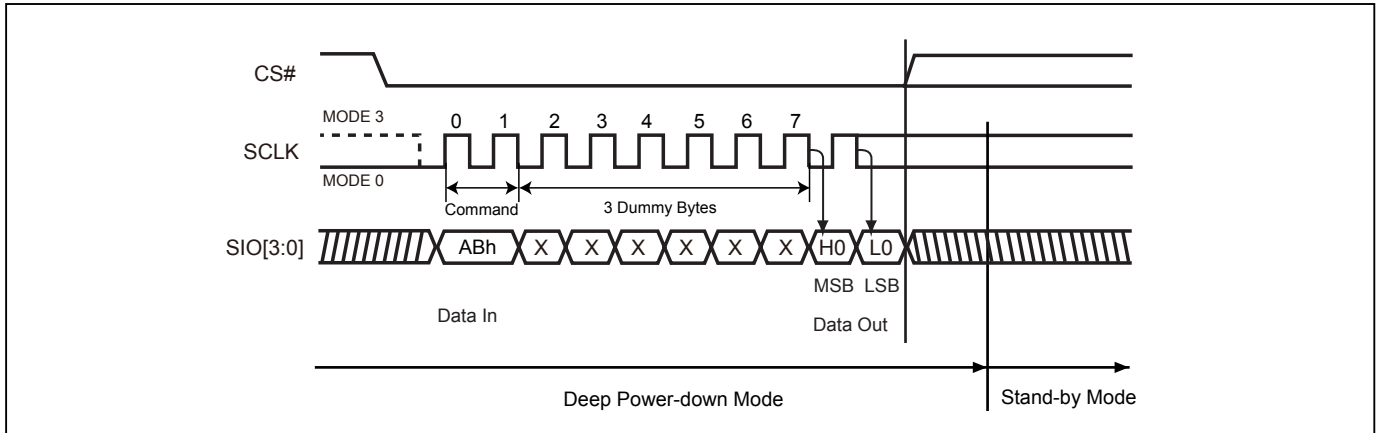 CS#
MODE 3
0 1 2 3 4 5 6 7
SCLK
MODE 0
Command
3 Dummy Bytes
SIO[3:0]
ABh X X X X X X H0 L0
MSB LSB
Data In
Data Out
Deep Power-down Mode
Stand-by Mode